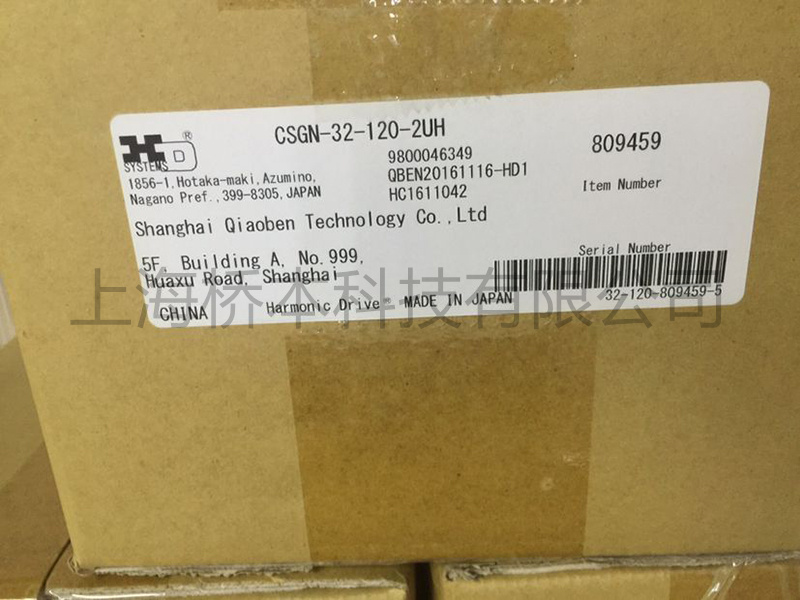 CSGN-32-120-2UH
HD®
SYSTEMS
1856-1, Hotaka-maki, Azumino,
Nagano Pref., 399-8305, JAPAN
9800046349
QBEN20161116-HD1
HC1611042
809459
Item Number
Shanghai Qiaoben Technology Co., Ltd
5F, Building A, No. 999,
Huaxu Road, Shanghai
CHINA
Serial Number
32-120-809459-5
Harmonic Drive® MADE IN JAPAN
上海桥本科技有限公司